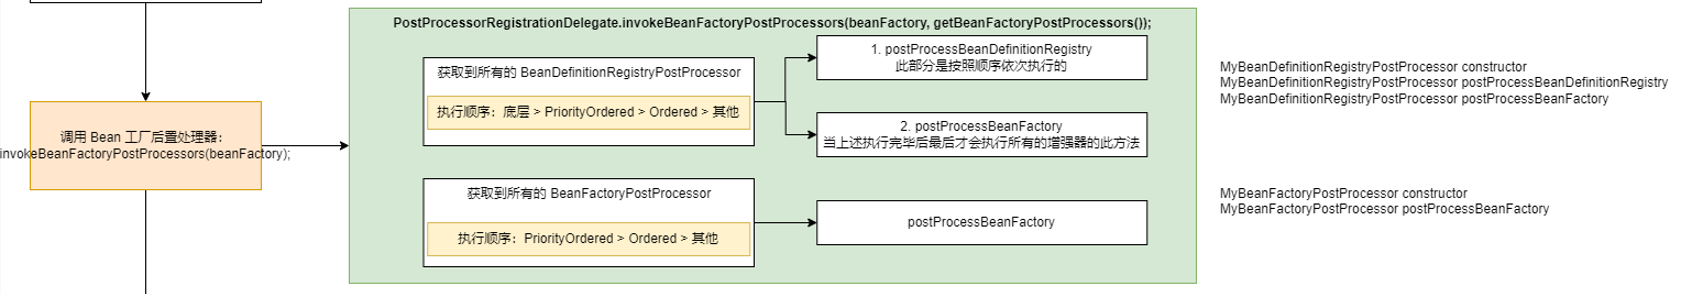 PostProcessorRegistrationDelegate.invokeBeanFactoryPostProcessors(beanFactory, getBeanFactoryPostProcessors());
调用 Bean 工厂后置处理器：
invokeBeanFactoryPostProcessors(beanFactory);
获取到所有的 BeanDefinitionRegistryPostProcessor
执行顺序：底层 > PriorityOrdered > Ordered > 其他
1. postProcessBeanDefinitionRegistry
此部分是按照顺序依次执行的
2. postProcessBeanFactory
当上述执行完毕后最后才会执行所有的增强器的此方法
MyBeanDefinitionRegistryPostProcessor constructor
MyBeanDefinitionRegistryPostProcessor postProcessBeanDefinitionRegistry
MyBeanDefinitionRegistryPostProcessor postProcessBeanFactory
获取到所有的 BeanFactoryPostProcessor
执行顺序：PriorityOrdered > Ordered > 其他
postProcessBeanFactory
MyBeanFactoryPostProcessor constructor
MyBeanFactoryPostProcessor postProcessBeanFactory